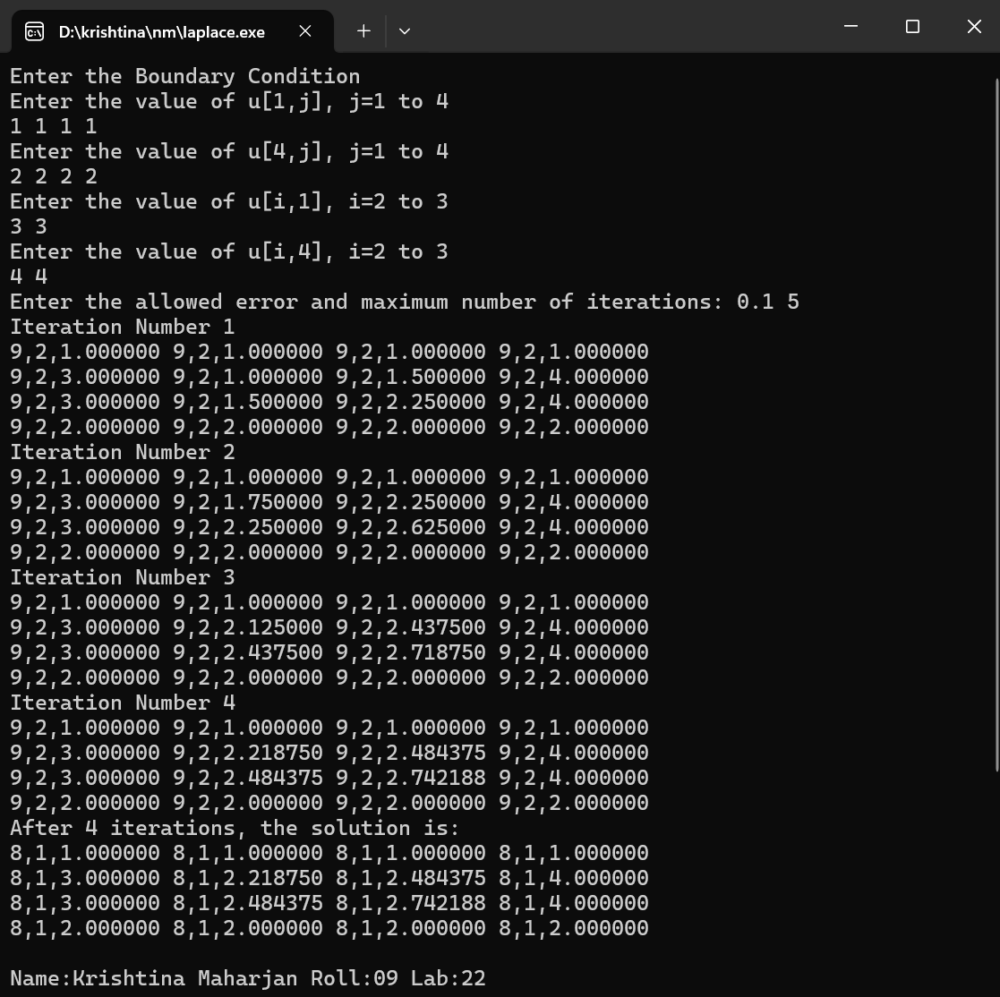 D:\krishtina\nm\laplace.exe
Enter the Boundary Condition
Enter the value of u[1,j], j=1 to 4
1 1 1 1
Enter the value of u[4,j], j=1 to 4
2 2 2 2
Enter the value of u[i,1], i=2 to 3
3 3
Enter the value of u[i,4], i=2 to 3
4 4
Enter the allowed error and maximum number of iterations: 0.1 5
Iteration Number 1
9,2,1.000000 9,2,1.000000 9,2,1.000000 9,2,1.000000
9,2,3.000000 9,2,1.000000 9,2,1.500000 9,2,4.000000
9,2,3.000000 9,2,1.500000 9,2,2.250000 9,2,4.000000
9,2,2.000000 9,2,2.000000 9,2,2.000000 9,2,2.000000
Iteration Number 2
9,2,1.000000 9,2,1.000000 9,2,1.000000 9,2,1.000000
9,2,3.000000 9,2,1.750000 9,2,2.250000 9,2,4.000000
9,2,3.000000 9,2,2.250000 9,2,2.625000 9,2,4.000000
9,2,2.000000 9,2,2.000000 9,2,2.000000 9,2,2.000000
Iteration Number 3
9,2,1.000000 9,2,1.000000 9,2,1.000000 9,2,1.000000
9,2,3.000000 9,2,2.125000 9,2,2.437500 9,2,4.000000
9,2,3.000000 9,2,2.437500 9,2,2.718750 9,2,4.000000
9,2,2.000000 9,2,2.000000 9,2,2.000000 9,2,2.000000
Iteration Number 4
9,2,1.000000 9,2,1.000000 9,2,1.000000 9,2,1.000000
9,2,3.000000 9,2,2.218750 9,2,2.484375 9,2,4.000000
9,2,3.000000 9,2,2.484375 9,2,2.742188 9,2,4.000000
9,2,2.000000 9,2,2.000000 9,2,2.000000 9,2,2.000000
After 4 iterations, the solution is:
8,1,1.000000 8,1,1.000000 8,1,1.000000 8,1,1.000000
8,1,3.000000 8,1,2.218750 8,1,2.484375 8,1,4.000000
8,1,3.000000 8,1,2.484375 8,1,2.742188 8,1,4.000000
8,1,2.000000 8,1,2.000000 8,1,2.000000 8,1,2.000000
Name:Krishtina Maharjan Roll:09 Lab:22